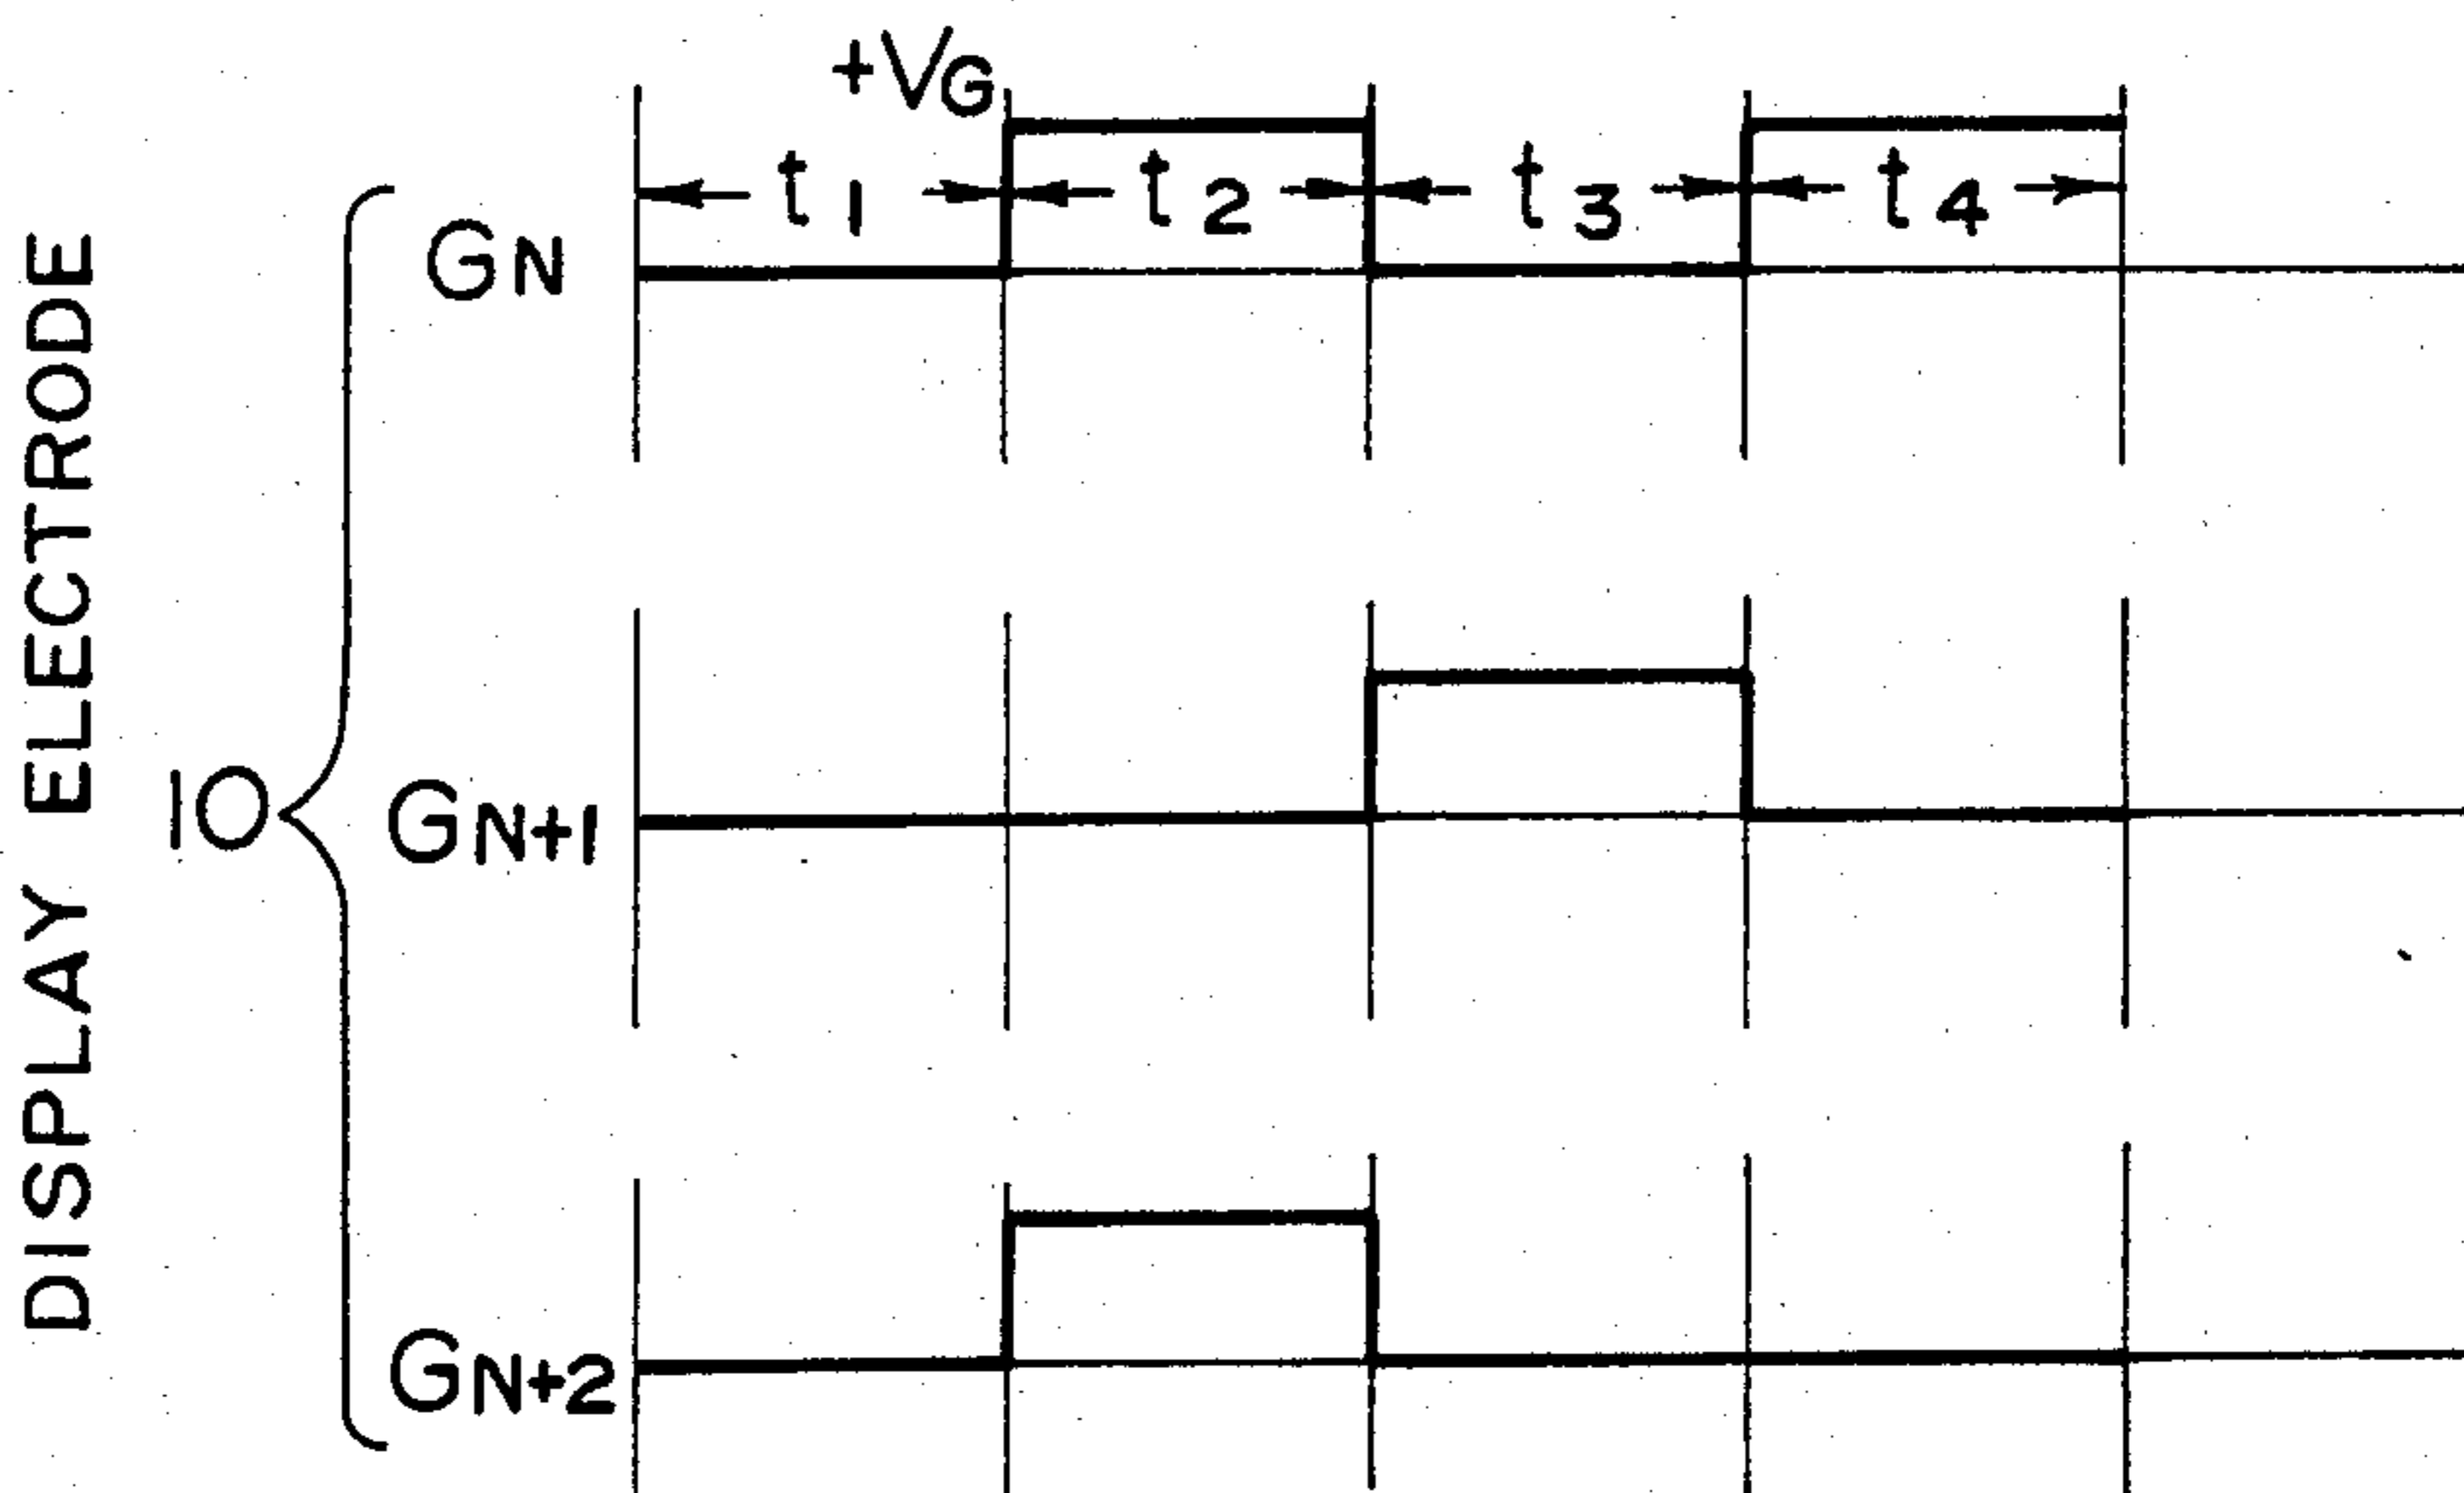 DISPLAY ELECTRODE
10
+VG
GN
t1
t2
t3
t4
GN+1
GN+2